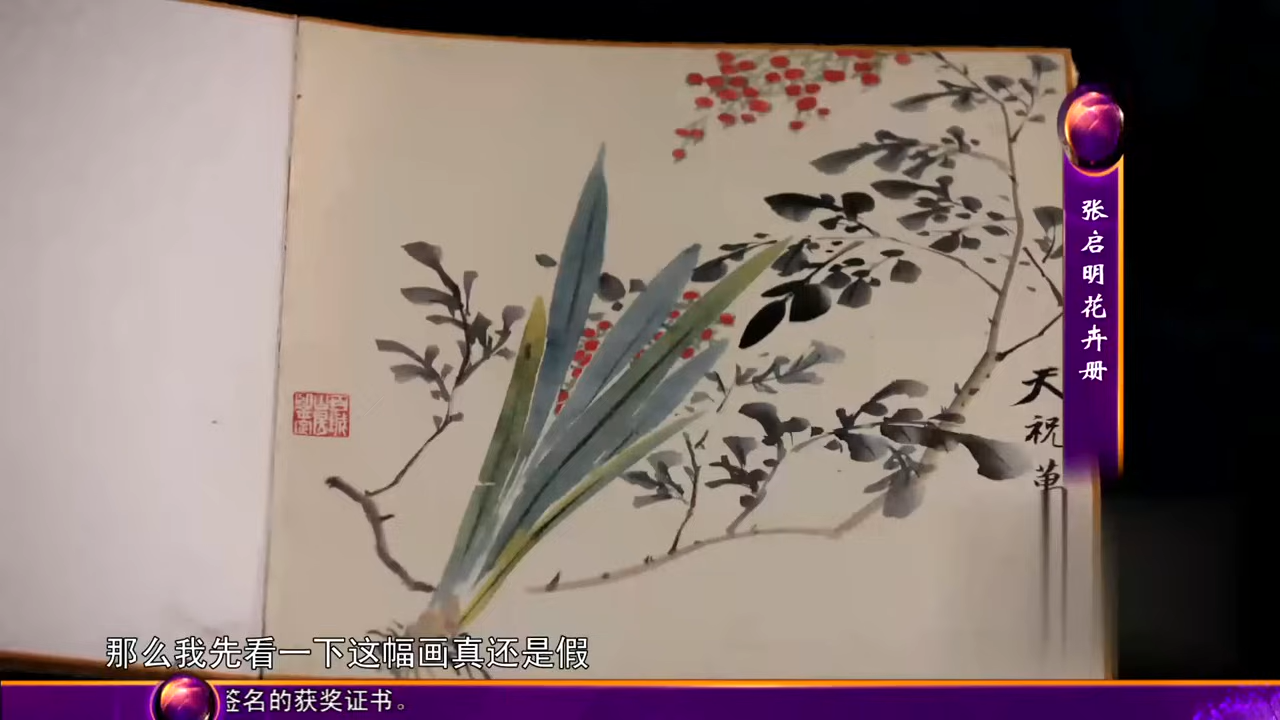 张启明花卉册
天祝
那么我先看一下这幅画真还是假
签名的获奖证书。